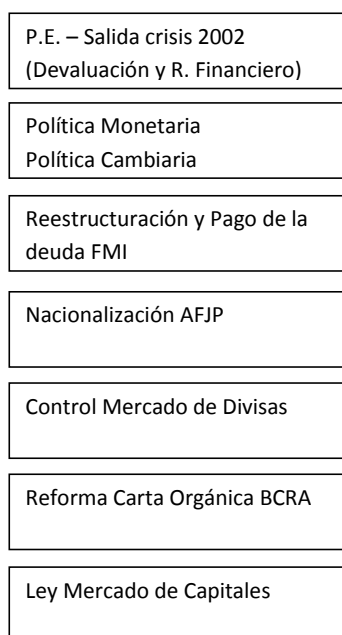 P.E. – Salida crisis 2002
(Devaluación y R. Financiero)
Política Monetaria
Política Cambiaria
Reestructuración y Pago de la
deuda FMI
Nacionalización AFJP
Control Mercado de Divisas
Reforma Carta Orgánica BCRA
Ley Mercado de Capitales